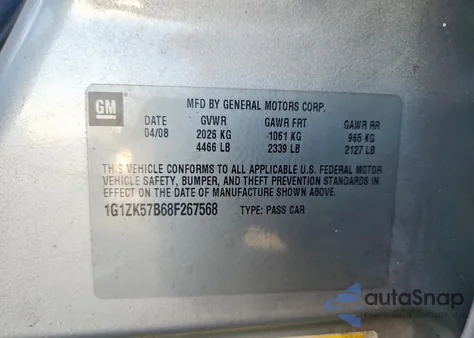 GM
MFD BY GENERAL MOTORS CORP.
DATE GVWR GAWR FRT GAWR RR
04/08 2026 KG 1061 KG 965 KG
4466 LB 2339 LB 2127 LB
THIS VEHICLE CONFORMS TO ALL APPLICABLE U.S. FEDERAL MOTOR
VEHICLE SAFETY, BUMPER, AND THEFT PREVENTION STANDARDS IN
EFFECT ON THE DATE OF MANUFACTURE SHOWN ABOVE.
1G1ZK57B68F267568 TYPE: PASS CAR
autoSnap